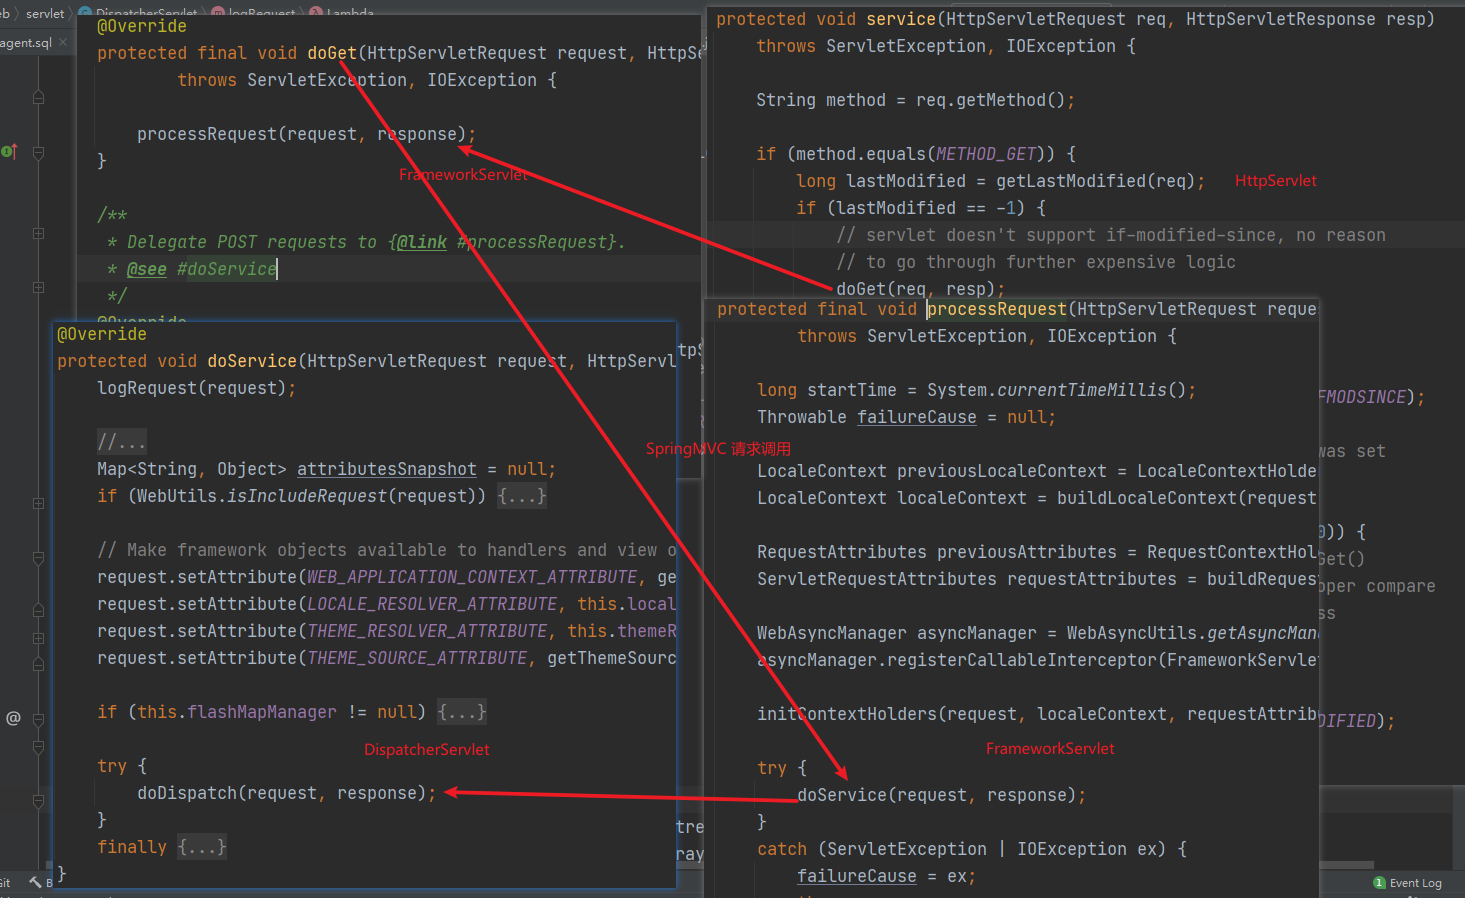 eb › servlet › DispatcherServlet › logRequest › Lambda
agent.sql ×
@Override
protected final void doGet(HttpServletRequest request, HttpSe
throws ServletException, IOException {
processRequest(request, response);
}
FrameworkServlet
/**
* Delegate POST requests to {@link #processRequest}.
* @see #doService
*/
@Override
protected void service(HttpServletRequest req, HttpServletResponse resp)
throws ServletException, IOException {
String method = req.getMethod();
if (method.equals(METHOD_GET)) {
long lastModified = getLastModified(req);
HttpServlet
if (lastModified == -1) {
// servlet doesn't support if-modified-since, no reason
// to go through further expensive logic
doGet(req, resp);
@Override
protected void doService(HttpServletRequest request, HttpServl
logRequest(request);
//...
Map<String, Object> attributesSnapshot = null;
if (WebUtils.isIncludeRequest(request)) {...}
// Make framework objects available to handlers and view o
request.setAttribute(WEB_APPLICATION_CONTEXT_ATTRIBUTE, ge
request.setAttribute(LOCALE_RESOLVER_ATTRIBUTE, this.local
request.setAttribute(THEME_RESOLVER_ATTRIBUTE, this.themeR
request.setAttribute(THEME_SOURCE_ATTRIBUTE, getThemeSourc
if (this.flashMapManager != null) {...}
DispatcherServlet
try {
doDispatch(request, response);
}
finally {...}
}
SpringMVC 请求调用
protected final void processRequest(HttpServletRequest reque
throws ServletException, IOException {
long startTime = System.currentTimeMillis();
Throwable failureCause = null;
LocaleContext previousLocaleContext = LocaleContextHolde
LocaleContext localeContext = buildLocaleContext(request
RequestAttributes previousAttributes = RequestContextHol
ServletRequestAttributes requestAttributes = buildReques
WebAsyncManager asyncManager = WebAsyncUtils.getAsyncMan
asyncManager.registerCallableInterceptor(FrameworkServlet
initContextHolders(request, localeContext, requestAttrib
FrameworkServlet
try {
doService(request, response);
}
catch (ServletException | IOException ex) {
failureCause = ex;
FMODSINCE);
was set
0)) {
Get()
oper compare
ss
DIFIED);
tre
ray
Git
B
1 Event Log